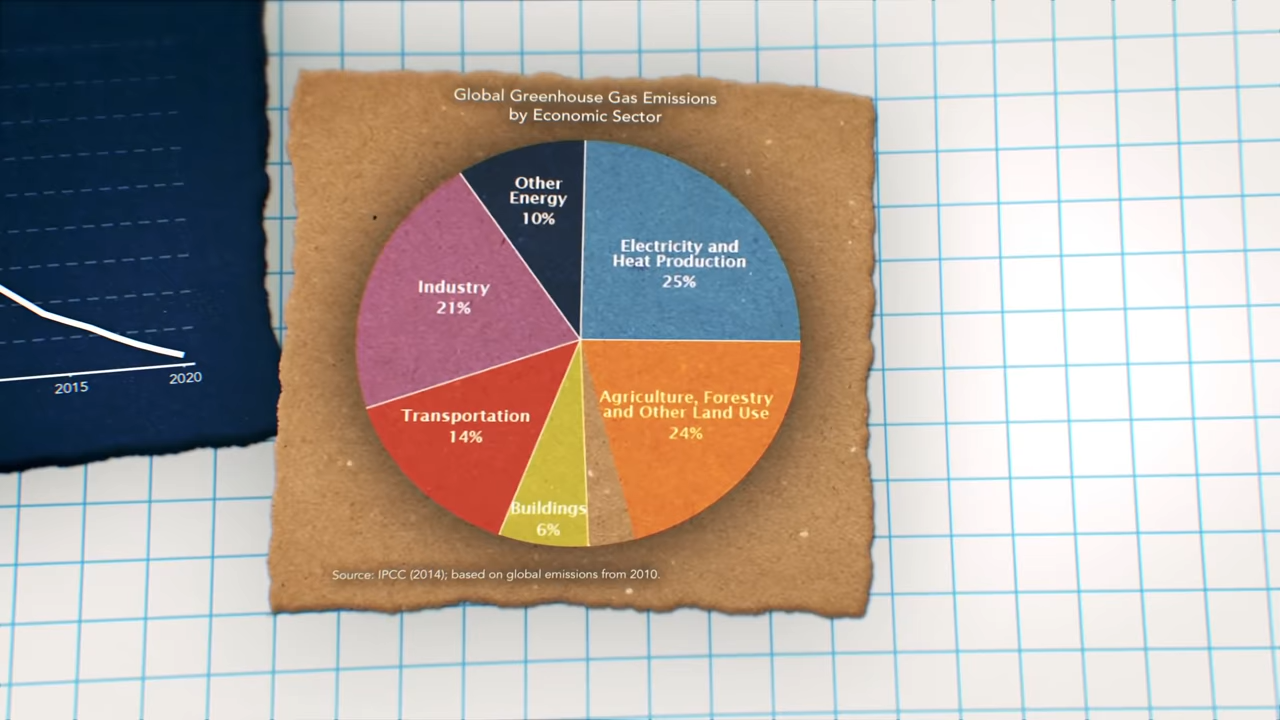 Global Greenhouse Gas Emissions
by Economic Sector
Other
Energy
10%
Electricity and
Heat Production
25%
Industry
21%
Agriculture, Forestry
and Other Land Use
24%
Transportation
14%
Buildings
6%
Source: IPCC (2014); based on global emissions from 2010.
2015
2020